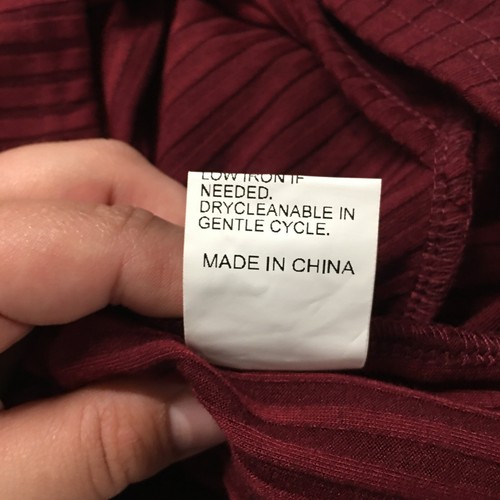 LOW IRON IF
NEEDED.
DRYCLEANABLE IN
GENTLE CYCLE.
MADE IN CHINA